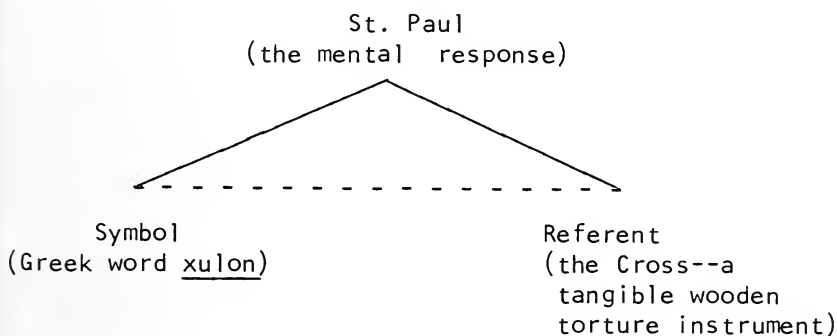 St. Paul
(the mental response)
Symbol
(Greek word xulon)
Referent
(the Cross--a
tangible wooden
torture instrument)